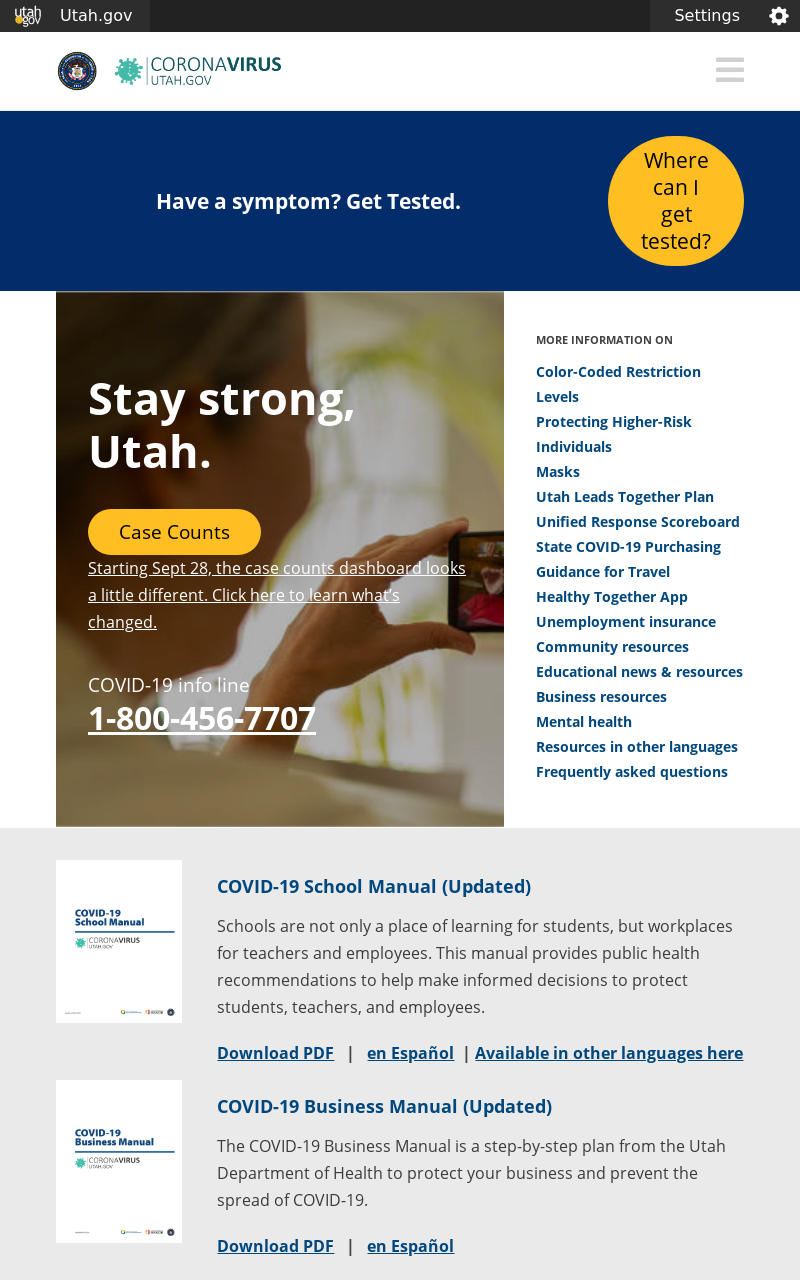 utah
gov
Utah.gov
Settings
CORONAVIRUS
UTAH.GOV
Have a symptom? Get Tested.
Where
can I
get
tested?
Stay strong,
Utah.
Case Counts
Starting Sept 28, the case counts dashboard looks
a little different. Click here to learn what's
changed.
COVID-19 info line
1-800-456-7707
MORE INFORMATION ON
Color-Coded Restriction
Levels
Protecting Higher-Risk
Individuals
Masks
Utah Leads Together Plan
Unified Response Scoreboard
State COVID-19 Purchasing
Guidance for Travel
Healthy Together App
Unemployment insurance
Community resources
Educational news & resources
Business resources
Mental health
Resources in other languages
Frequently asked questions
COVID-19
School Manual
CORONAVIRUS
UTAH.GOV
COVID-19 School Manual (Updated)
Schools are not only a place of learning for students, but workplaces
for teachers and employees. This manual provides public health
recommendations to help make informed decisions to protect
students, teachers, and employees.
Download PDF | en Español | Available in other languages here
COVID-19
Business Manual
CORONAVIRUS
UTAH.GOV
COVID-19 Business Manual (Updated)
The COVID-19 Business Manual is a step-by-step plan from the Utah
Department of Health to protect your business and prevent the
spread of COVID-19.
Download PDF | en Español